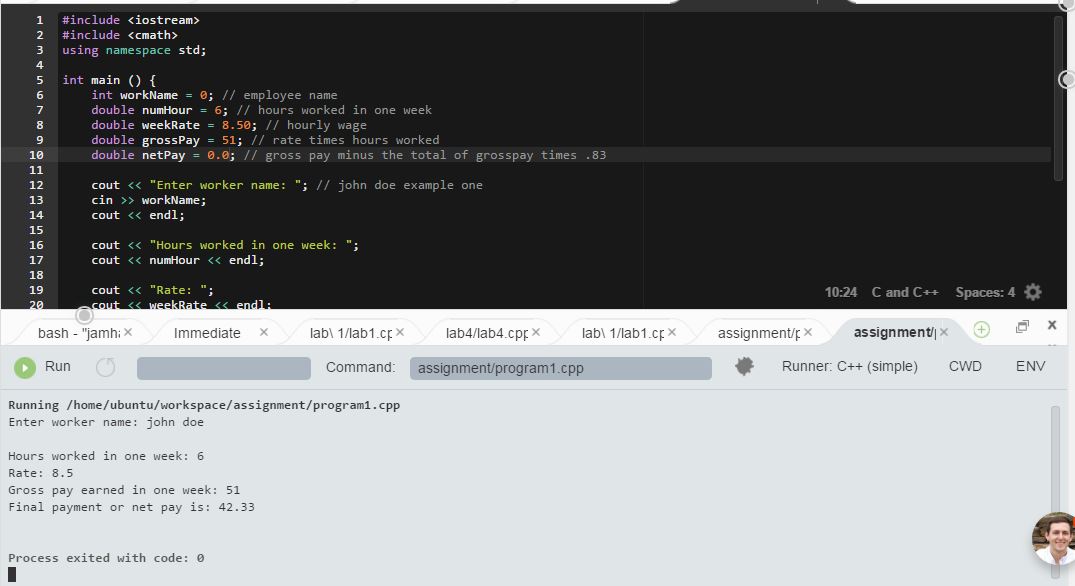 1 #include <iostream>
2 #include <cmath>
3 using namespace std;
4
5 int main () {
6 int workName = 0; // employee name
7 double numHour = 6; // hours worked in one week
8 double weekRate = 8.50; // hourly wage
9 double grossPay = 51; // rate times hours worked
10 double netPay = 0.0; // gross pay minus the total of grosspay times .83
11
12 cout << "Enter worker name: "; // john doe example one
13 cin >> workName;
14 cout << endl;
15
16 cout << "Hours worked in one week: ";
17 cout << numHour << endl;
18
19 cout << "Rate: ";
20 cout << weekRate << endl;
10:24 C and C++ Spaces: 4
bash - "jamha Immediate lab\ 1/lab1.cp lab4/lab4.cpp lab\ 1/lab1.cp assignment/p assignment/p
Run Command: assignment/program1.cpp Runner: C++ (simple) CWD ENV
Running /home/ubuntu/workspace/assignment/program1.cpp
Enter worker name: john doe
Hours worked in one week: 6
Rate: 8.5
Gross pay earned in one week: 51
Final payment or net pay is: 42.33
Process exited with code: 0